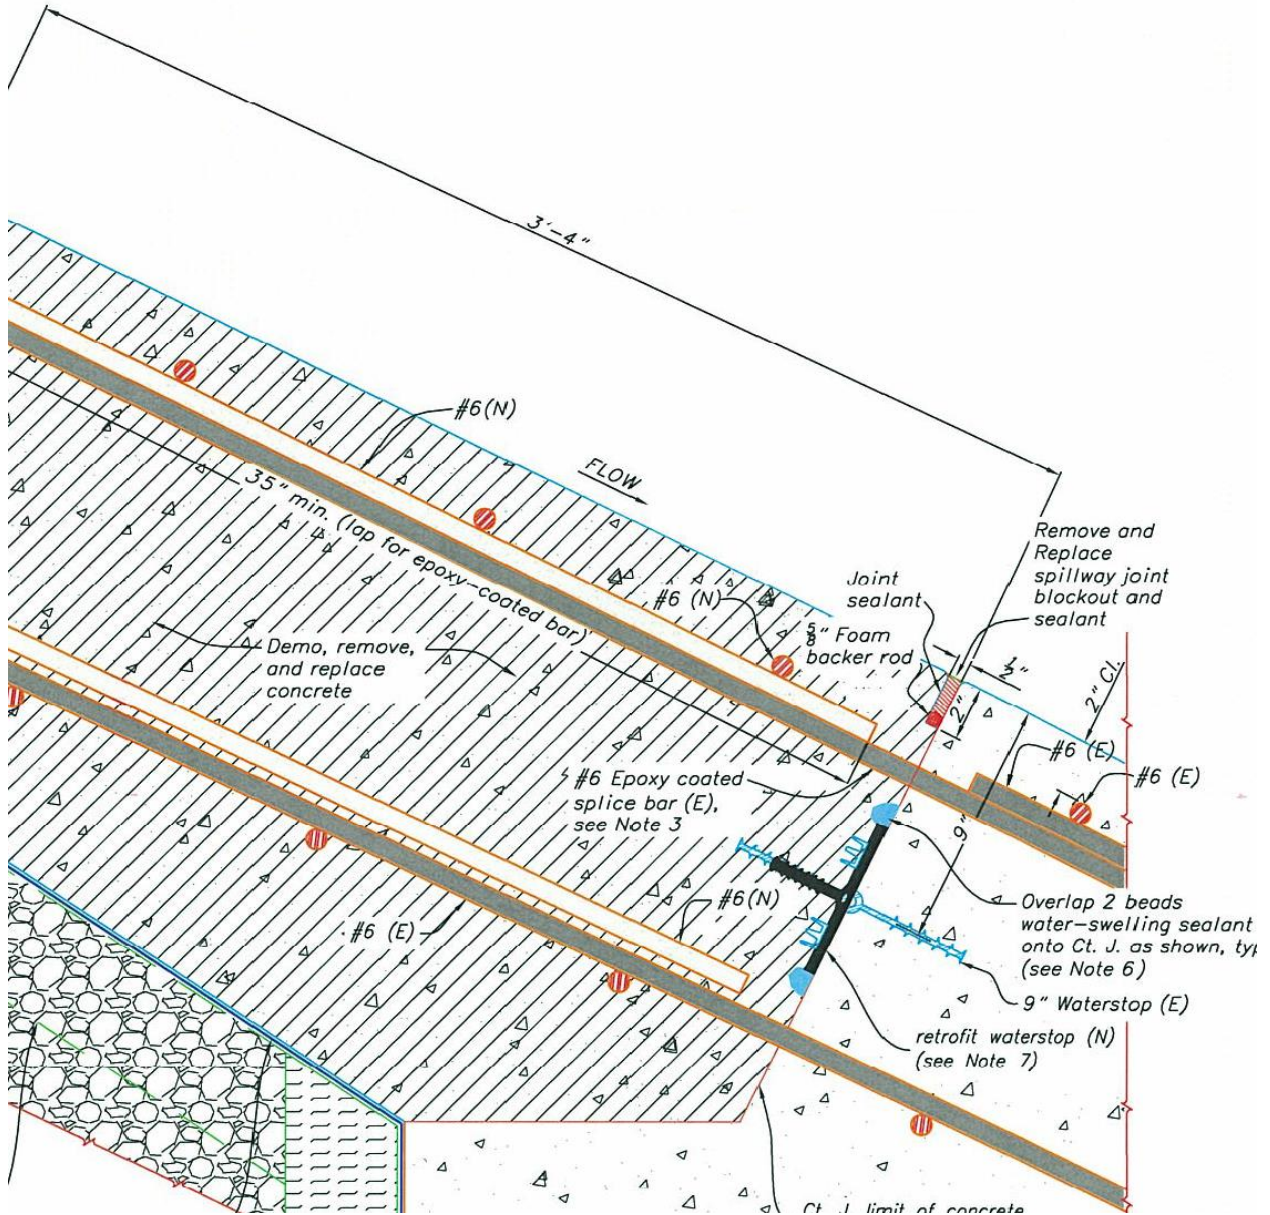 3'-4"
#6(N)
FLOW
35" min. (lap for epoxy-coated bar)
Remove and
Replace
spillway joint
blockout and
sealant
Joint
sealant
#6 (N)
5/8" Foam
backer rod
1/2"
2" Cl.
2"
Demo, remove,
and replace
concrete
#6 (E)
#6 (E)
#6 Epoxy coated
splice bar (E),
see Note 3
9"
#6(N)
#6 (E)
Overlap 2 beads
water-swelling sealant
onto Ct. J. as shown,
(see Note 6)
9" Waterstop (E)
retrofit waterstop (N)
(see Note 7)
Ct. J. limit of concrete